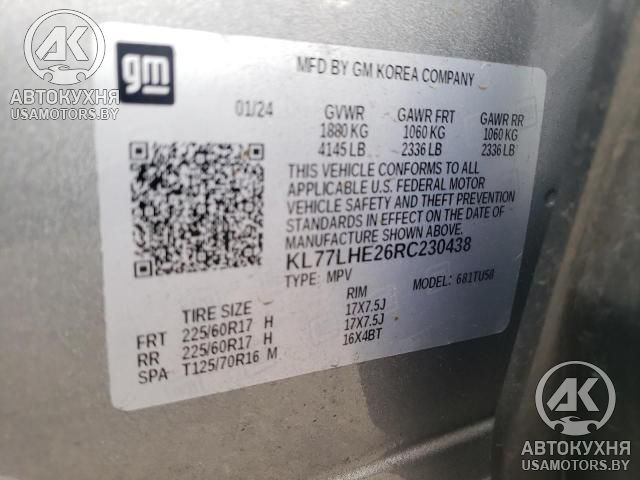 АК
АВТОКУХНЯ
USAMOTORS.BY
gm
MFD BY GM KOREA COMPANY
01/24 GVWR GAWR FRT GAWR RR
1880 KG 1060 KG 1060 KG
4145 LB 2336 LB 2336 LB
THIS VEHICLE CONFORMS TO ALL
APPLICABLE U.S. FEDERAL MOTOR
VEHICLE SAFETY AND THEFT PREVENTION
STANDARDS IN EFFECT ON THE DATE OF
MANUFACTURE SHOWN ABOVE.
KL77LHE26RC230438
TYPE: MPV MODEL: 681TU58
TIRE SIZE RIM
FRT 225/60R17 H 17X7.5J
RR 225/60R17 H 17X7.5J
SPA T125/70R16 M 16X4BT
АК
АВТОКУХНЯ
USAMOTORS.BY